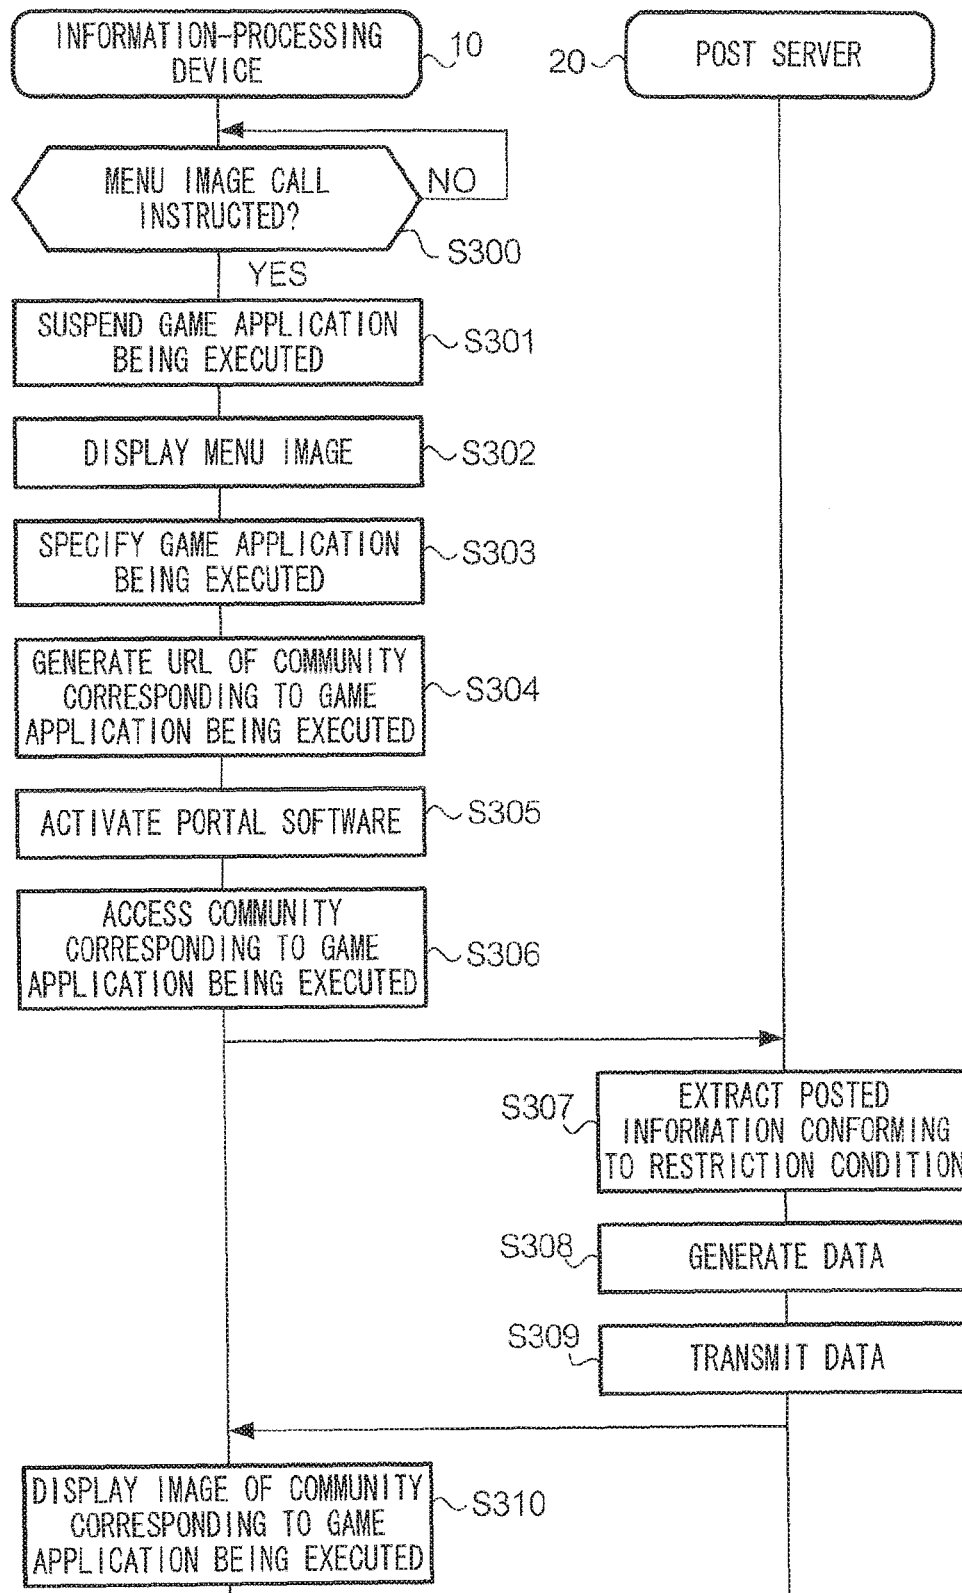 INFORMATION-PROCESSING
DEVICE
10
20
POST SERVER
MENU IMAGE CALL
INSTRUCTED?
NO
S300
YES
SUSPEND GAME APPLICATION
BEING EXECUTED
S301
DISPLAY MENU IMAGE
S302
SPECIFY GAME APPLICATION
BEING EXECUTED
S303
GENERATE URL OF COMMUNITY
CORRESPONDING TO GAME
APPLICATION BEING EXECUTED
S304
ACTIVATE PORTAL SOFTWARE
S305
ACCESS COMMUNITY
CORRESPONDING TO GAME
APPLICATION BEING EXECUTED
S306
S307
EXTRACT POSTED
INFORMATION CONFORMING
TO RESTRICTION CONDITION
S308
GENERATE DATA
S309
TRANSMIT DATA
DISPLAY IMAGE OF COMMUNITY
CORRESPONDING TO GAME
APPLICATION BEING EXECUTED
S310